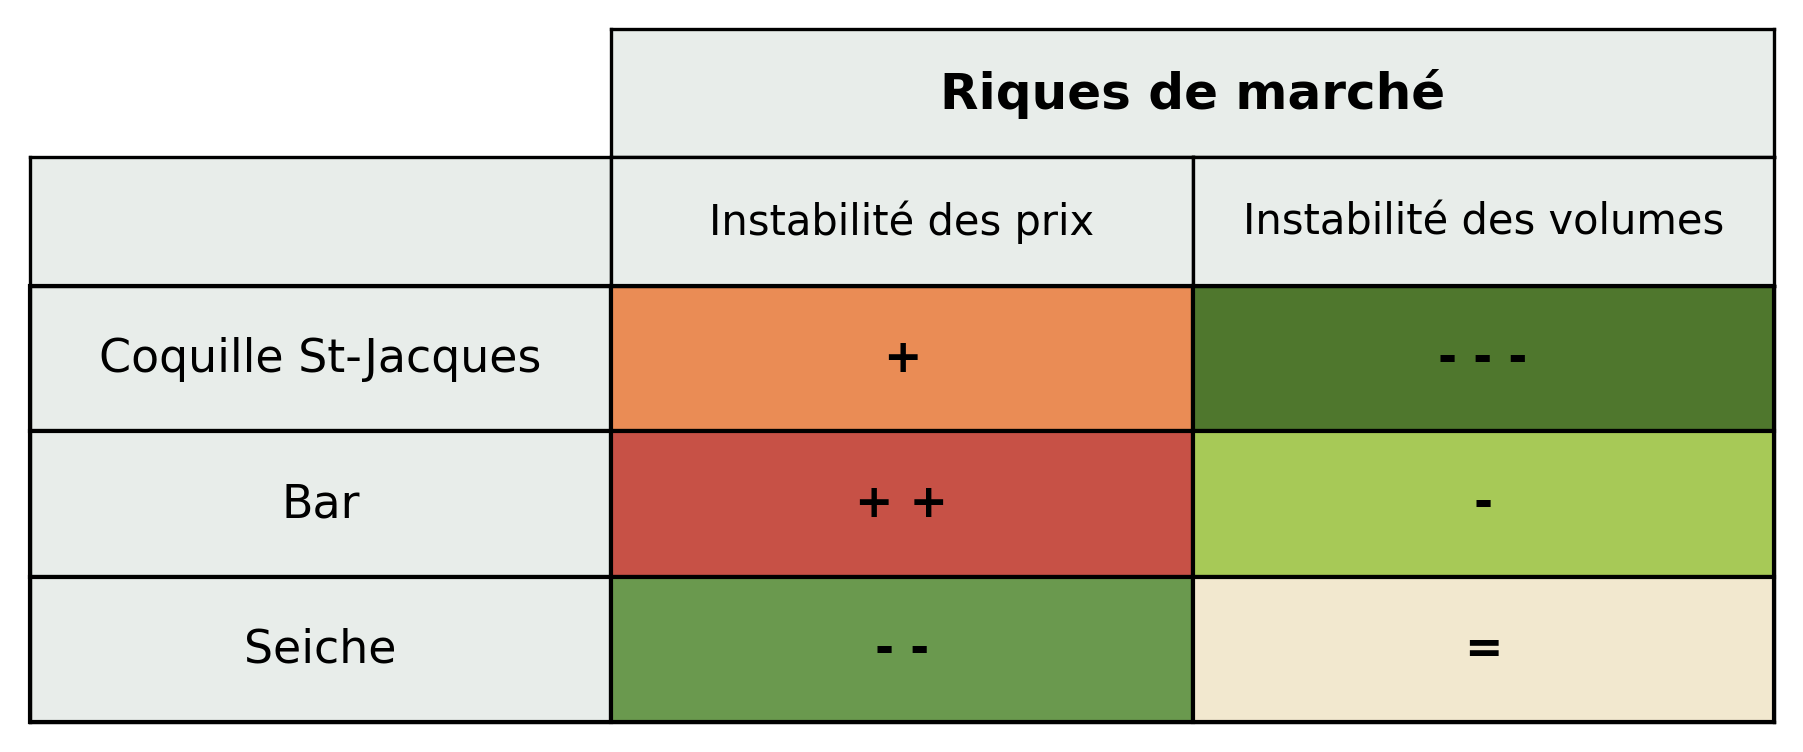 Riques de marché
Instabilité des prix Instabilité des volumes
Coquille St-Jacques + - - -
Bar + + -
Seiche - - =